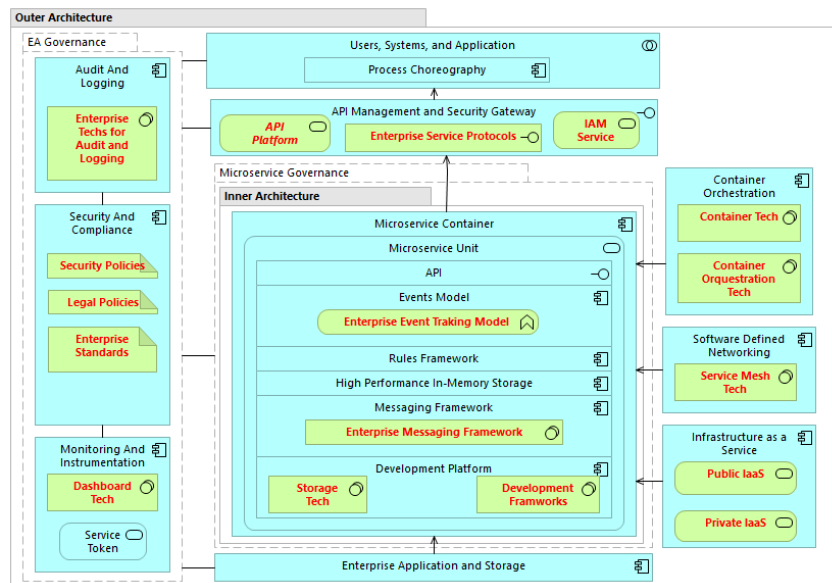 Outer Architecture
EA Governance
Audit And
Logging
Enterprise
Techs for
Audit and
Logging
Security And
Compliance
Security Policies
Legal Policies
Enterprise
Standards
Monitoring And
Instrumentation
Dashboard
Tech
Service
Token
Users, Systems, and Application
Process Choreography
API Management and Security Gateway
API
Platform
Enterprise Service Protocols
IAM
Service
Microservice Governance
Inner Architecture
Microservice Container
Microservice Unit
API
Events Model
Enterprise Event Traking Model
Rules Framework
High Performance In-Memory Storage
Messaging Framework
Enterprise Messaging Framework
Development Platform
Storage
Tech
Development
Framworks
Enterprise Application and Storage
Container
Orchestration
Container Tech
Container
Orquestration
Tech
Software Defined
Networking
Service Mesh
Tech
Infrastructure as a
Service
Public IaaS
Private IaaS